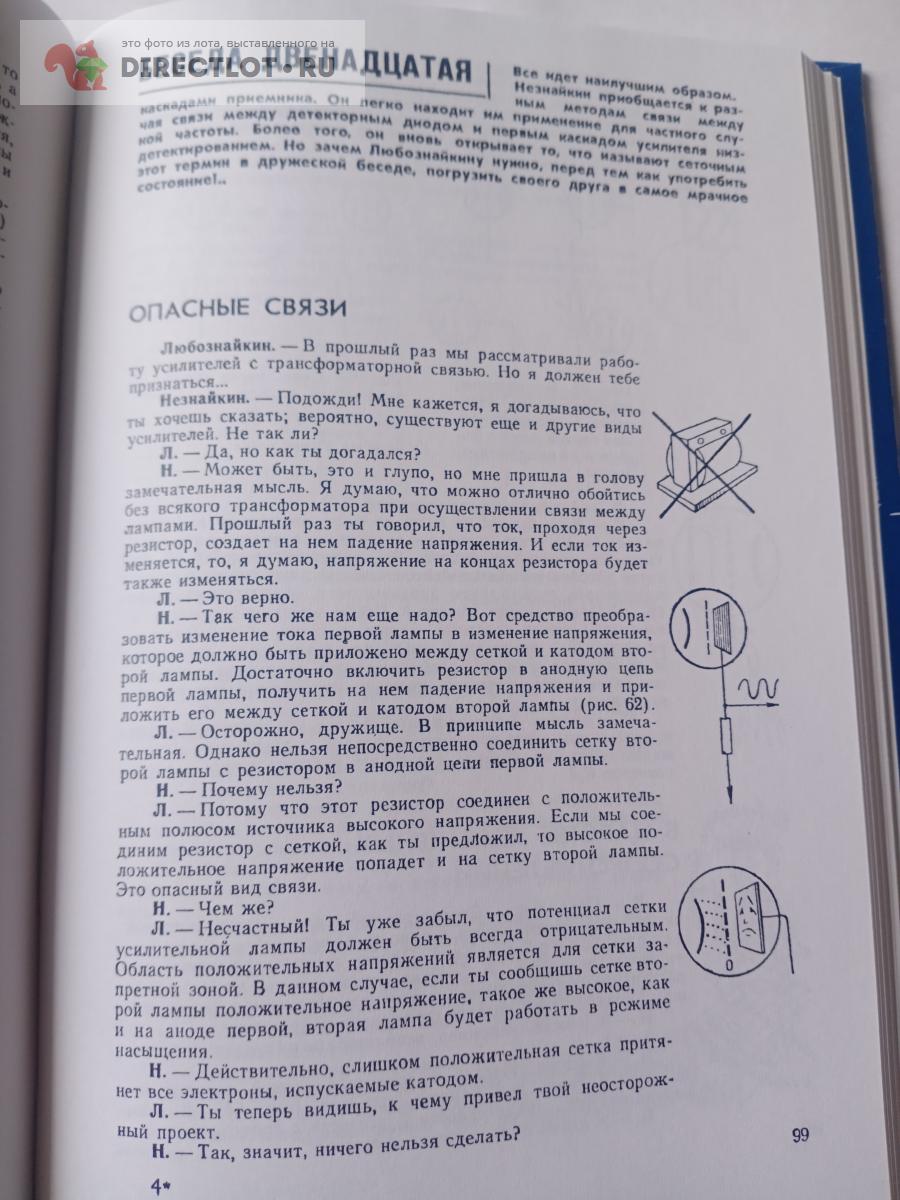 то
а
о-
ж-
я,
ты
и
о-
)
это фото из лота, выставленного на
DIRECTLOT.RU
БЕСЕДА ДВЕНАДЦАТАЯ
Все идет наилучшим образом.
Незнайкин приобщается к раз-
ным методам связи между
каскадами приемника. Он легко находит им применение для частного слу-
чая связи между детекторным диодом и первым каскадом усилителя низ-
кой частоты. Более того, он вновь открывает то, что называют сеточным
детектированием. Но зачем Любознайкину нужно, перед тем как употребить
этот термин в дружеской беседе, погрузить своего друга в самое мрачное
состояние!..
ОПАСНЫЕ СВЯЗИ
Любознайкин. — В прошлый раз мы рассматривали рабо-
ту усилителей с трансформаторной связью. Но я должен тебе
признаться...
Незнайкин. — Подожди! Мне кажется, я догадываюсь, что
ты хочешь сказать; вероятно, существуют еще и другие виды
усилителей. Не так ли?
Л. — Да, но как ты догадался?
Н. — Может быть, это и глупо, но мне пришла в голову
замечательная мысль. Я думаю, что можно отлично обойтись
без всякого трансформатора при осуществлении связи между
лампами. Прошлый раз ты говорил, что ток, проходя через
резистор, создает на нем падение напряжения. И если ток из-
меняется, то, я думаю, напряжение на концах резистора будет
также изменяться.
Л. — Это верно.
Н. — Так чего же нам еще надо? Вот средство преобра-
зовать изменение тока первой лампы в изменение напряжения,
которое должно быть приложено между сеткой и катодом вто-
рой лампы. Достаточно включить резистор в анодную цепь
первой лампы, получить на нем падение напряжения и при-
ложить его между сеткой и катодом второй лампы (рис. 62).
Л. — Осторожно, дружище. В принципе мысль замеча-
тельная. Однако нельзя непосредственно соединить сетку вто-
рой лампы с резистором в анодной цепи первой лампы.
Н. — Почему нельзя?
Л. — Потому что этот резистор соединен с положитель-
ным полюсом источника высокого напряжения. Если мы сое-
диним резистор с сеткой, как ты предложил, то высокое по-
ложительное напряжение попадет и на сетку второй лампы.
Это опасный вид связи.
Н. — Чем же?
Л. — Несчастный! Ты уже забыл, что потенциал сетки
усилительной лампы должен быть всегда отрицательным.
Область положительных напряжений является для сетки за-
претной зоной. В данном случае, если ты сообщишь сетке вто-
рой лампы положительное напряжение, такое же высокое, как
и на аноде первой, вторая лампа будет работать в режиме
насыщения.
Н. — Действительно, слишком положительная сетка притя-
нет все электроны, испускаемые катодом.
Л. — Ты теперь видишь, к чему привел твой неосторож-
ный проект.
Н. — Так, значит, ничего нельзя сделать?
0
99
4*